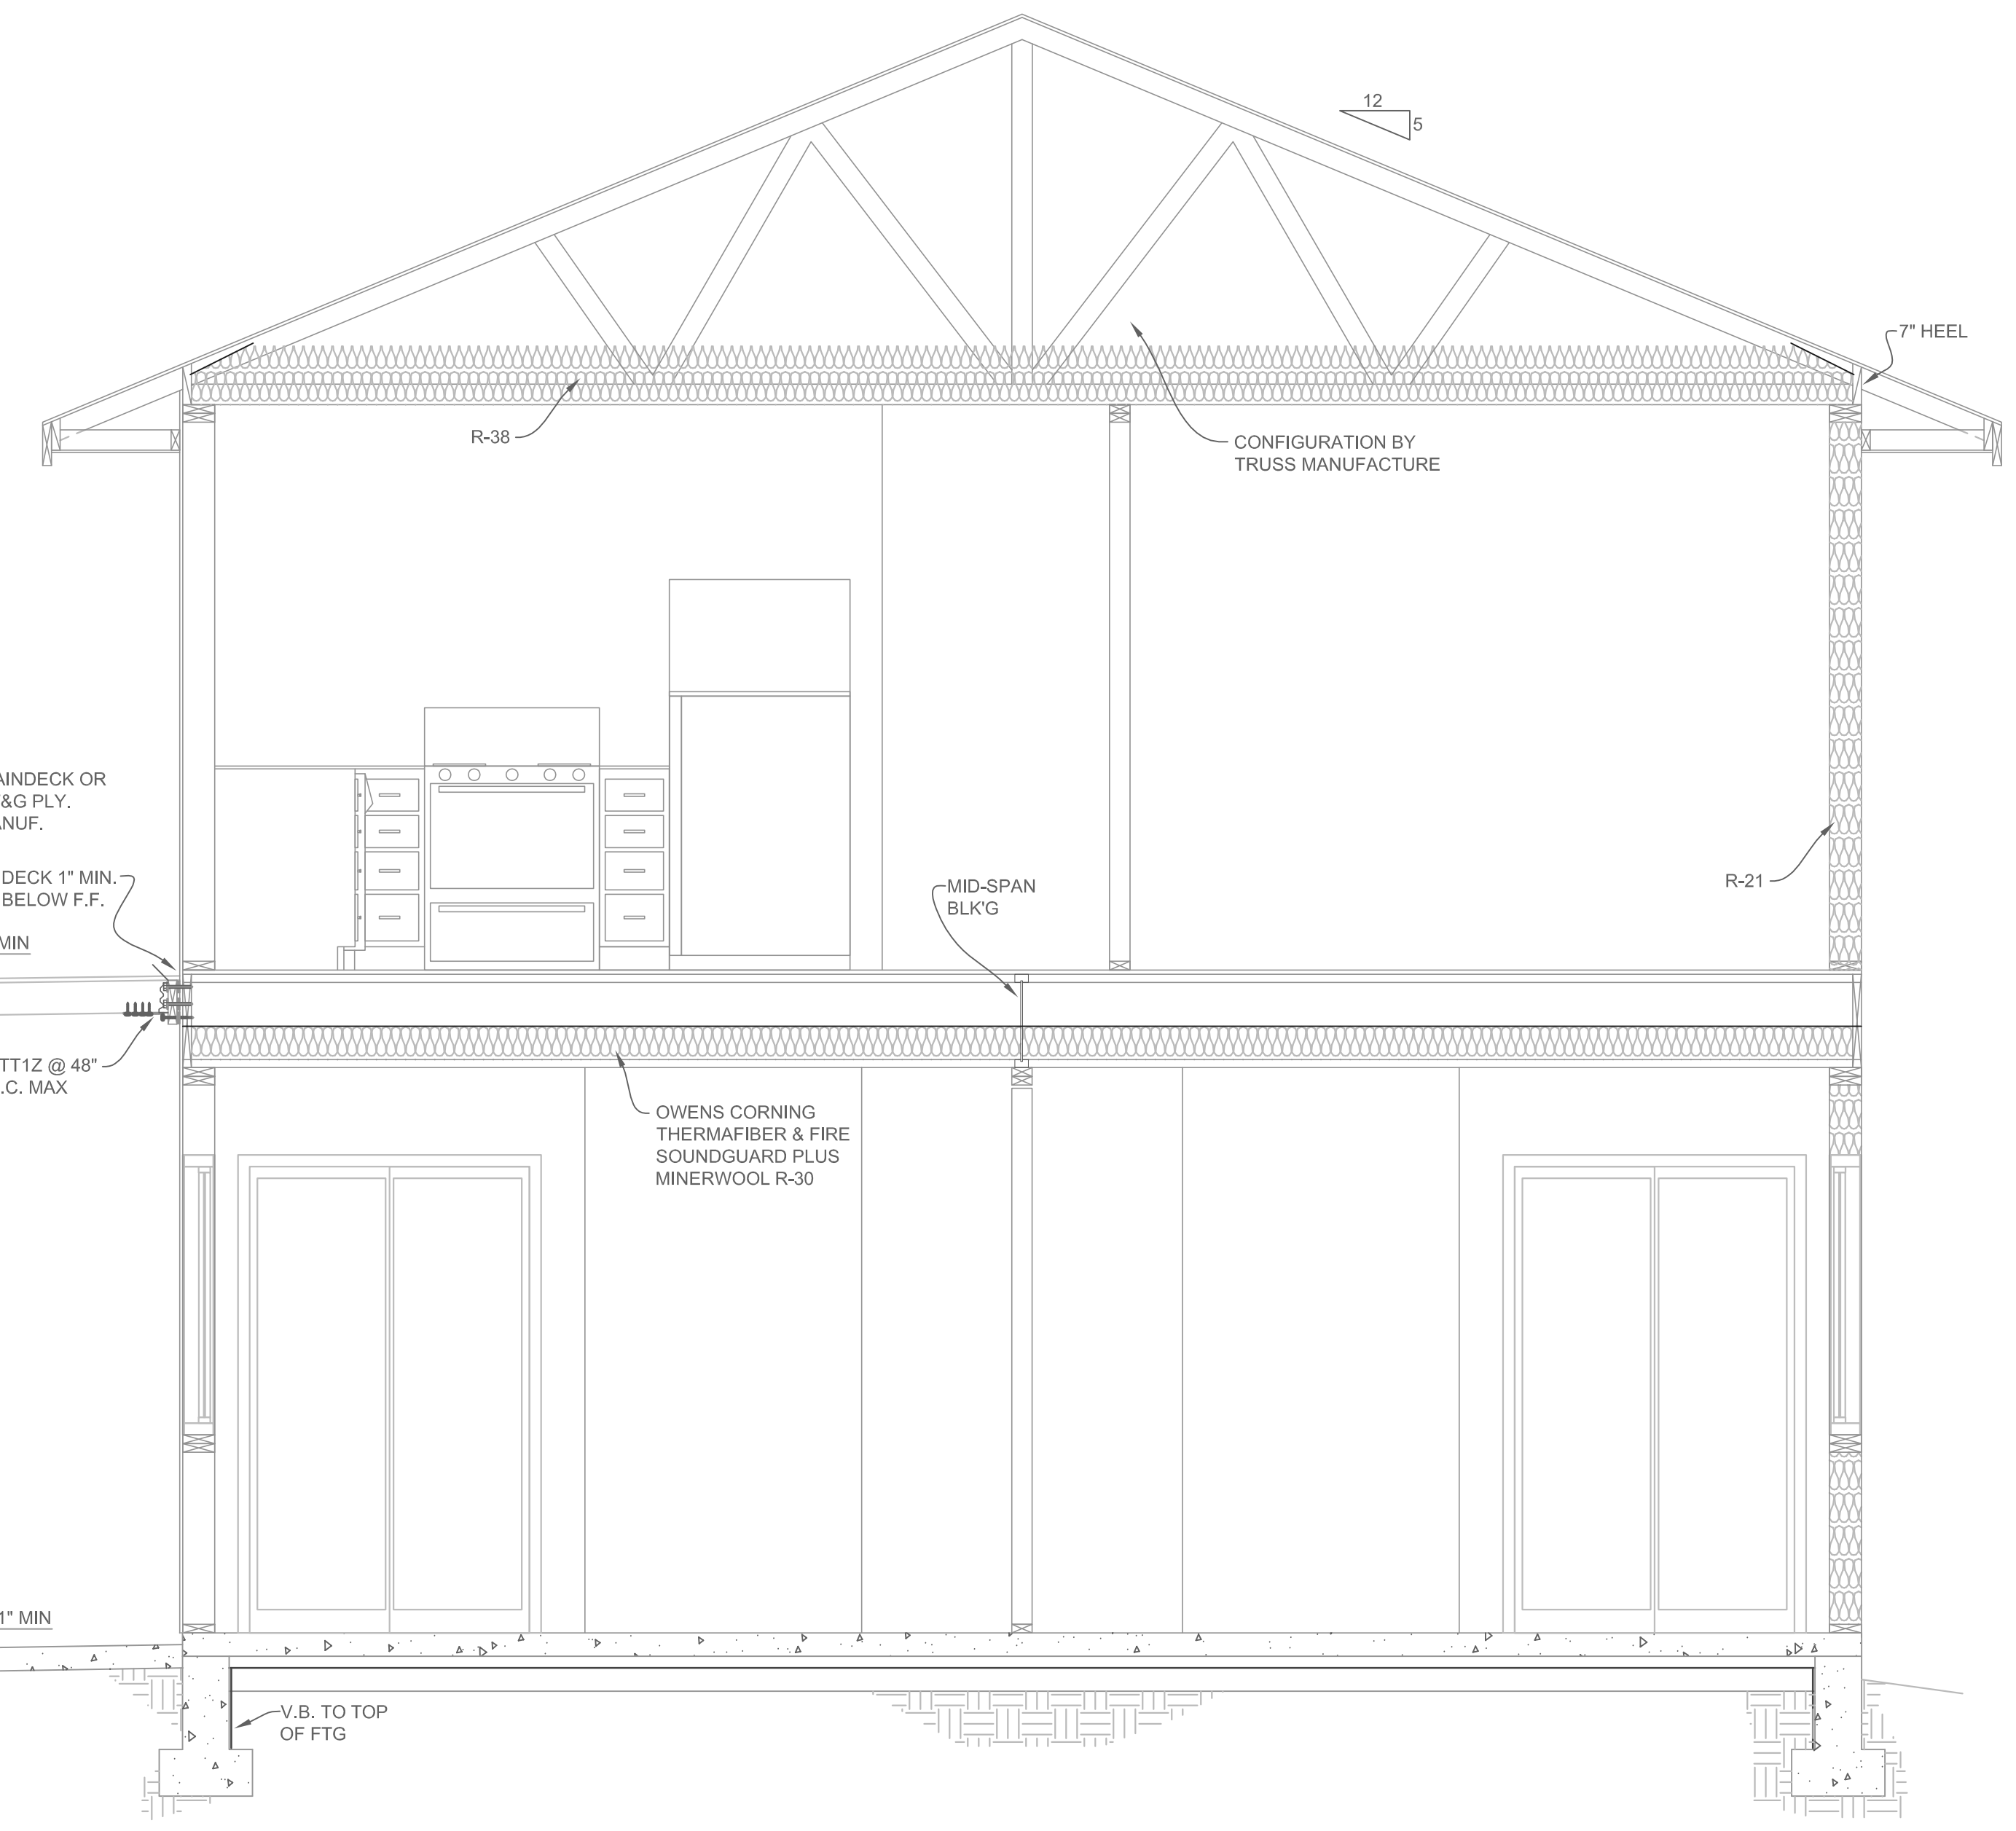 12
5
7" HEEL
R-38
CONFIGURATION BY
TRUSS MANUFACTURE
AINDECK OR
&G PLY.
ANUF.
DECK 1" MIN.
BELOW F.F.
MIN
MID-SPAN
BLK'G
R-21
TT1Z @ 48"
.C. MAX
OWENS CORNING
THERMAFIBER & FIRE
SOUNDGUARD PLUS
MINERWOOL R-30
1" MIN
V.B. TO TOP
OF FTG